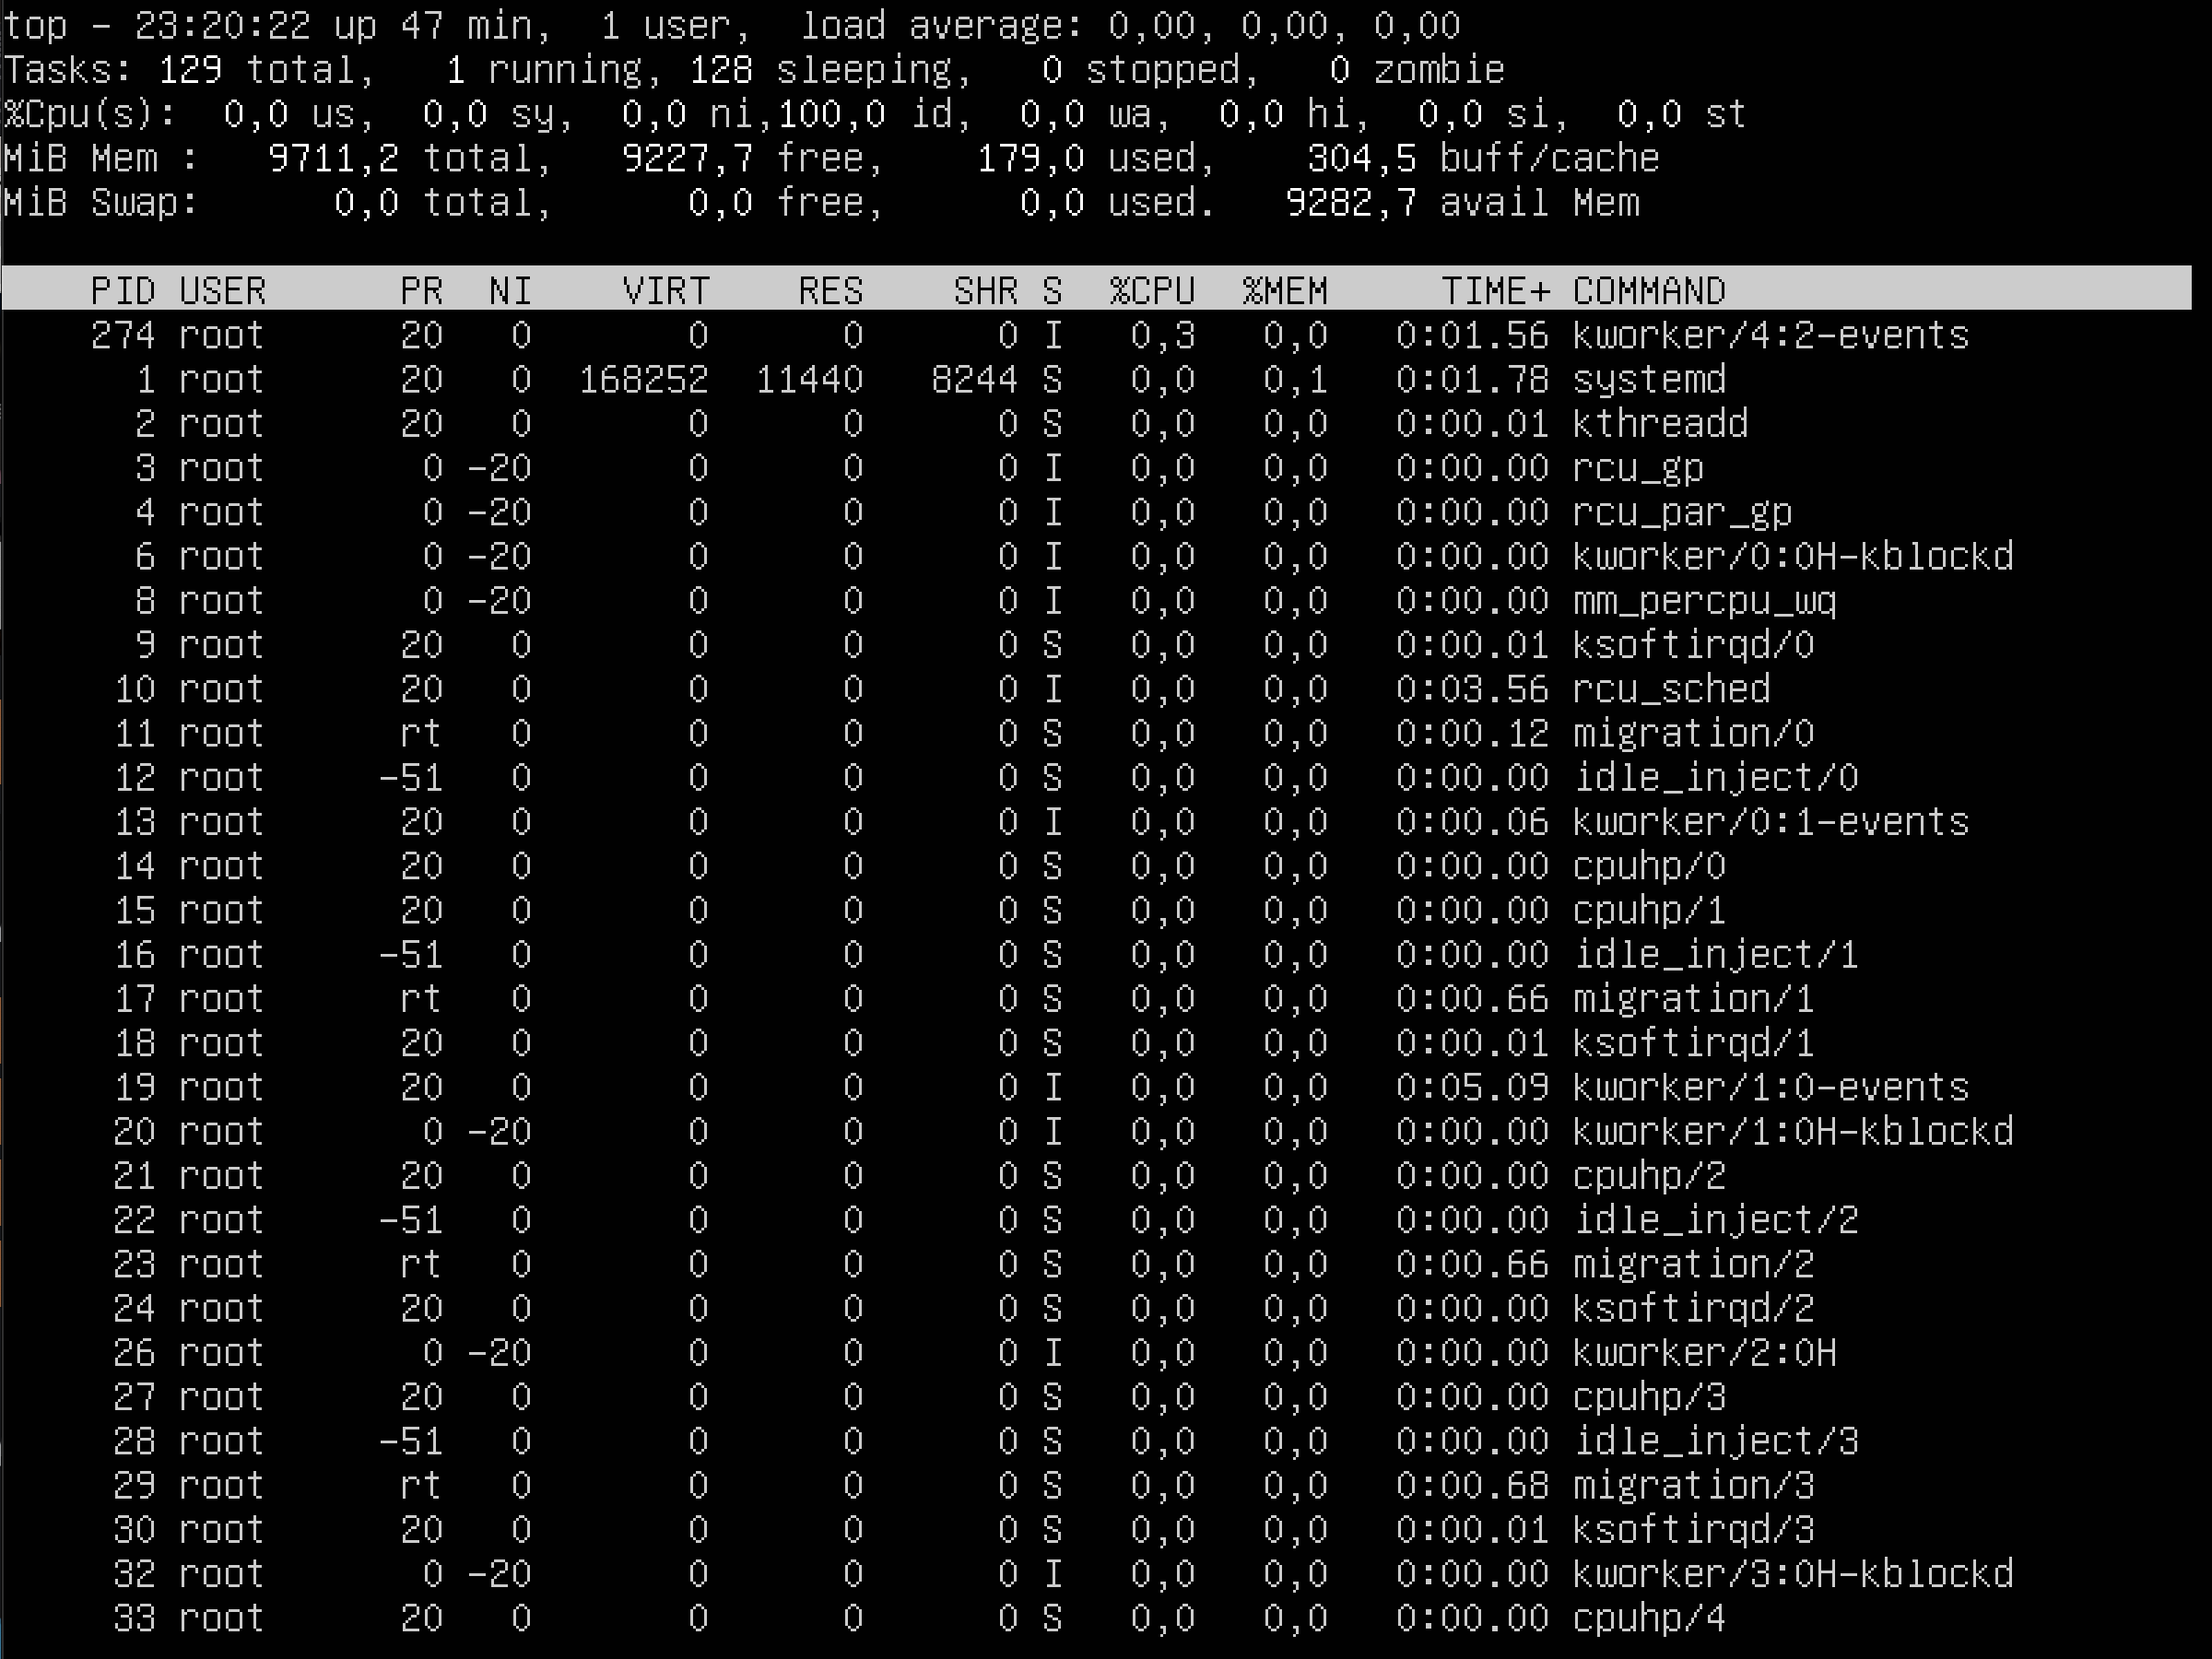 top - 23:20:22 up 47 min,  1 user,  load average: 0,00, 0,00, 0,00
Tasks: 129 total,   1 running, 128 sleeping,   0 stopped,   0 zombie
%Cpu(s):  0,0 us,  0,0 sy,  0,0 ni,100,0 id,  0,0 wa,  0,0 hi,  0,0 si,  0,0 st
MiB Mem :   9711,2 total,   9227,7 free,    179,0 used,    304,5 buff/cache
MiB Swap:      0,0 total,      0,0 free,      0,0 used.   9282,7 avail Mem
PID USER      PR  NI    VIRT    RES    SHR S  %CPU  %MEM     TIME+ COMMAND
274 root      20   0       0      0      0 I   0,3   0,0   0:01.56 kworker/4:2-events
1 root      20   0  168252  11440   8244 S   0,0   0,1   0:01.78 systemd
2 root      20   0       0      0      0 S   0,0   0,0   0:00.01 kthreadd
3 root       0 -20       0      0      0 I   0,0   0,0   0:00.00 rcu_gp
4 root       0 -20       0      0      0 I   0,0   0,0   0:00.00 rcu_par_gp
6 root       0 -20       0      0      0 I   0,0   0,0   0:00.00 kworker/0:0H-kblockd
8 root       0 -20       0      0      0 I   0,0   0,0   0:00.00 mm_percpu_wq
9 root      20   0       0      0      0 S   0,0   0,0   0:00.01 ksoftirqd/0
10 root      20   0       0      0      0 I   0,0   0,0   0:03.56 rcu_sched
11 root      rt   0       0      0      0 S   0,0   0,0   0:00.12 migration/0
12 root     -51   0       0      0      0 S   0,0   0,0   0:00.00 idle_inject/0
13 root      20   0       0      0      0 I   0,0   0,0   0:00.06 kworker/0:1-events
14 root      20   0       0      0      0 S   0,0   0,0   0:00.00 cpuhp/0
15 root      20   0       0      0      0 S   0,0   0,0   0:00.00 cpuhp/1
16 root     -51   0       0      0      0 S   0,0   0,0   0:00.00 idle_inject/1
17 root      rt   0       0      0      0 S   0,0   0,0   0:00.66 migration/1
18 root      20   0       0      0      0 S   0,0   0,0   0:00.01 ksoftirqd/1
19 root      20   0       0      0      0 I   0,0   0,0   0:05.09 kworker/1:0-events
20 root       0 -20       0      0      0 I   0,0   0,0   0:00.00 kworker/1:0H-kblockd
21 root      20   0       0      0      0 S   0,0   0,0   0:00.00 cpuhp/2
22 root     -51   0       0      0      0 S   0,0   0,0   0:00.00 idle_inject/2
23 root      rt   0       0      0      0 S   0,0   0,0   0:00.66 migration/2
24 root      20   0       0      0      0 S   0,0   0,0   0:00.00 ksoftirqd/2
26 root       0 -20       0      0      0 I   0,0   0,0   0:00.00 kworker/2:0H
27 root      20   0       0      0      0 S   0,0   0,0   0:00.00 cpuhp/3
28 root     -51   0       0      0      0 S   0,0   0,0   0:00.00 idle_inject/3
29 root      rt   0       0      0      0 S   0,0   0,0   0:00.68 migration/3
30 root      20   0       0      0      0 S   0,0   0,0   0:00.01 ksoftirqd/3
32 root       0 -20       0      0      0 I   0,0   0,0   0:00.00 kworker/3:0H-kblockd
33 root      20   0       0      0      0 S   0,0   0,0   0:00.00 cpuhp/4